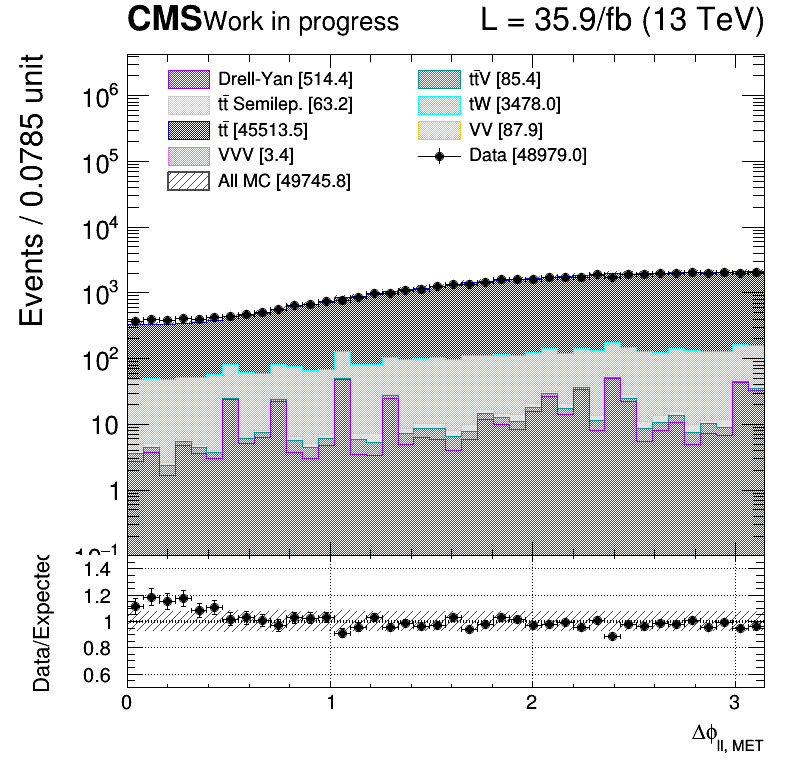 CMS Work in progress L = 35.9/fb (13 TeV)
Drell-Yan [514.4] tt̄V [85.4]
tt̄ Semilep. [63.2] tW [3478.0]
tt̄ [45513.5] VV [87.9]
VVV [3.4] Data [48979.0]
All MC [49745.8]
Events / 0.0785 unit
10⁶
10⁵
10⁴
10³
10²
10
1
10⁻¹
Data/Expected
1.4
1.2
1
0.8
0.6
0 1 2 3
Δϕ_ll, MET